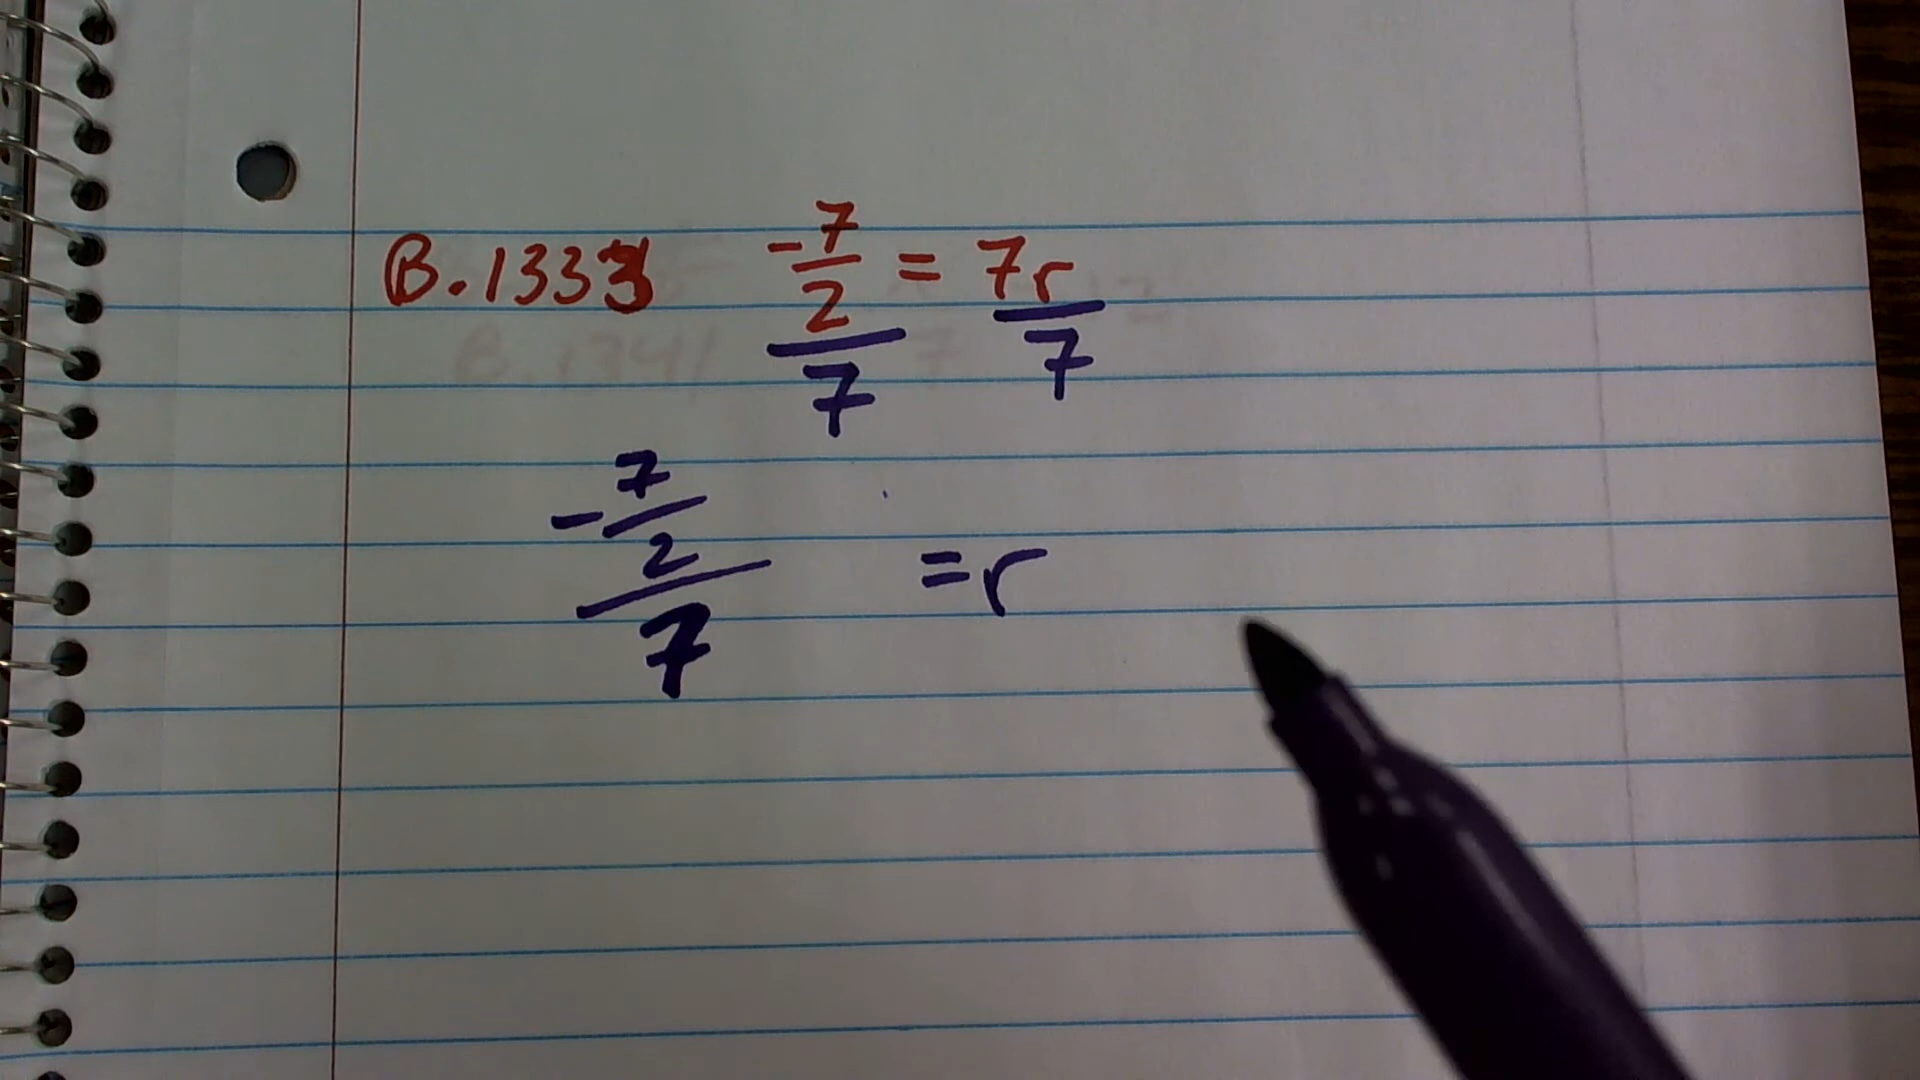 B.1333 -7/2 = 7r
7 7
-7/2/7 = r